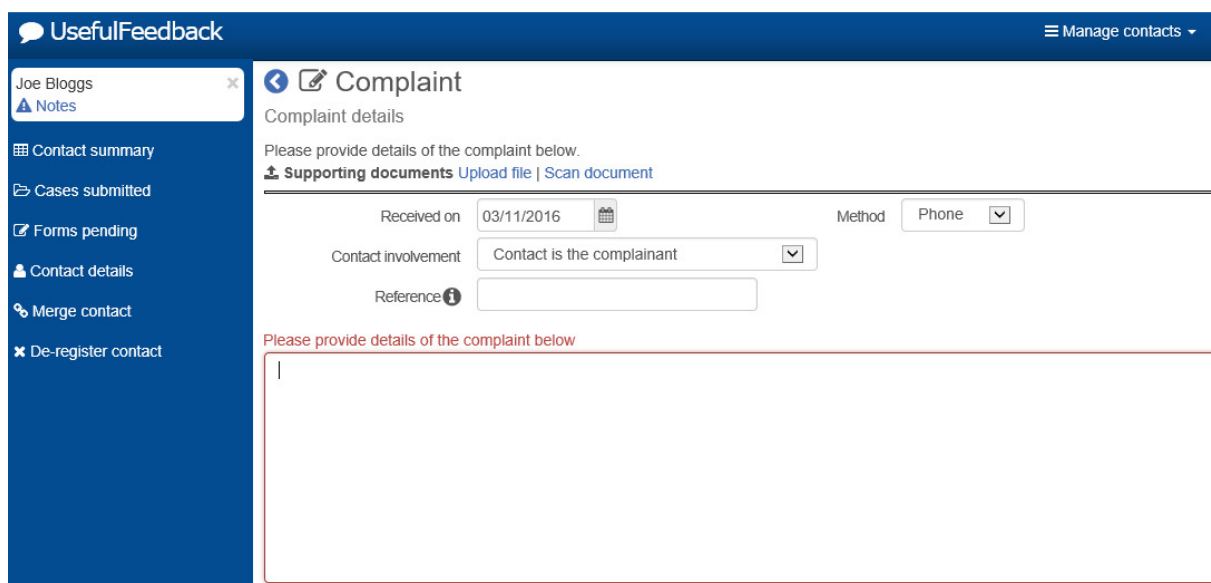 UsefulFeedback
Manage contacts
Joe Bloggs
Notes
Contact summary
Cases submitted
Forms pending
Contact details
Merge contact
De-register contact
Complaint
Complaint details
Please provide details of the complaint below.
Supporting documents Upload file | Scan document
Received on 03/11/2016 Method Phone
Contact involvement Contact is the complainant
Reference
Please provide details of the complaint below